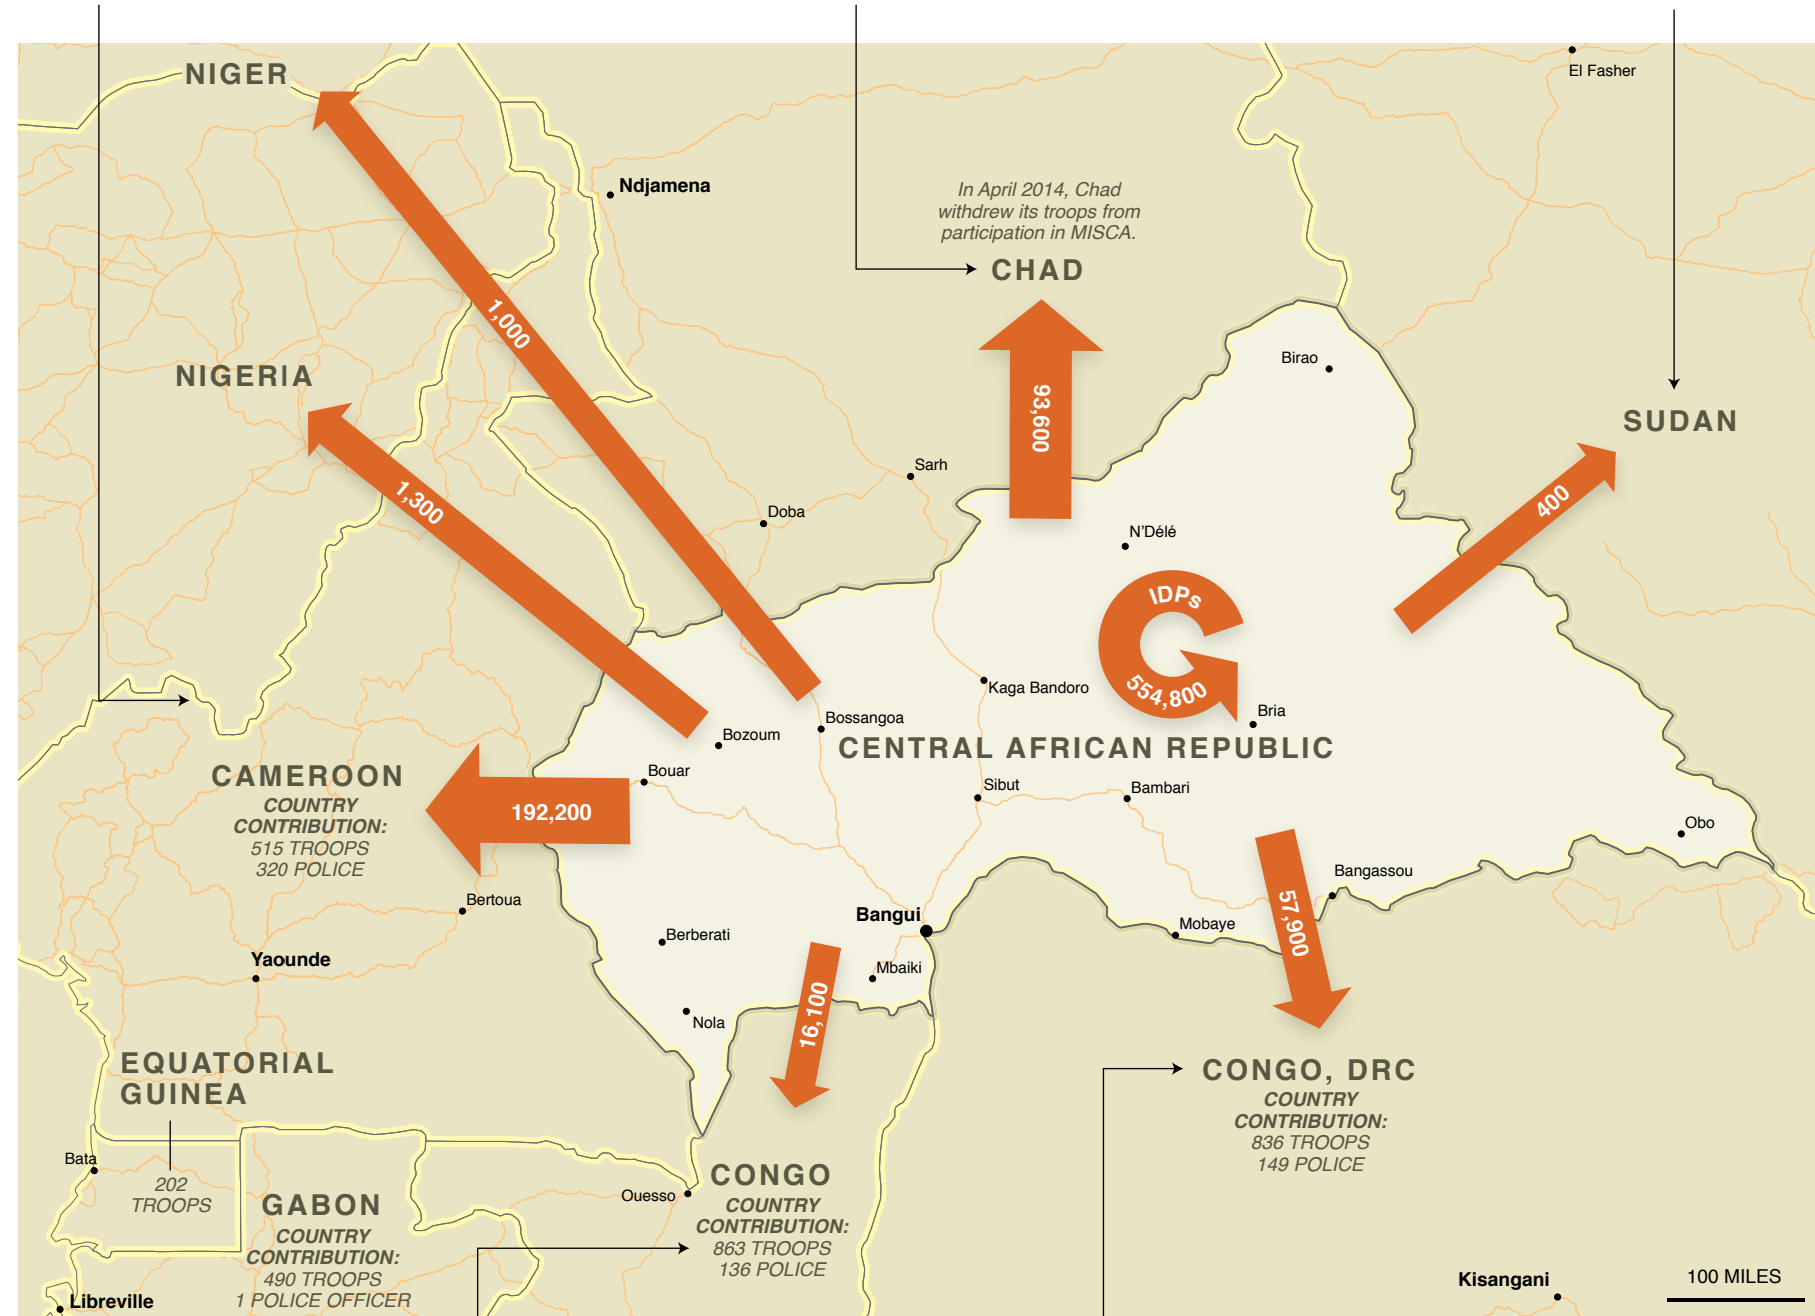 NIGER
El Fasher
Ndjamena
In April 2014, Chad
withdrew its troops from
participation in MISCA.
CHAD
1,000
Birao
NIGERIA
93,600
SUDAN
1,300
Sarh
400
Doba
N'Délé
IDPs
554,800
Kaga Bandoro
Bria
Bossangoa
Bozoum
CENTRAL AFRICAN REPUBLIC
CAMEROON
COUNTRY
CONTRIBUTION:
515 TROOPS
320 POLICE
Bouar
192,200
Sibut
Bambari
Obo
Bangassou
Bertoua
Bangui
57,900
Mobaye
Berberati
Yaounde
Mbaiki
16,100
Nola
EQUATORIAL
GUINEA
202
TROOPS
CONGO, DRC
COUNTRY
CONTRIBUTION:
836 TROOPS
149 POLICE
Bata
GABON
COUNTRY
CONTRIBUTION:
490 TROOPS
1 POLICE OFFICER
Ouesso
CONGO
COUNTRY
CONTRIBUTION:
863 TROOPS
136 POLICE
Libreville
Kisangani
100 MILES